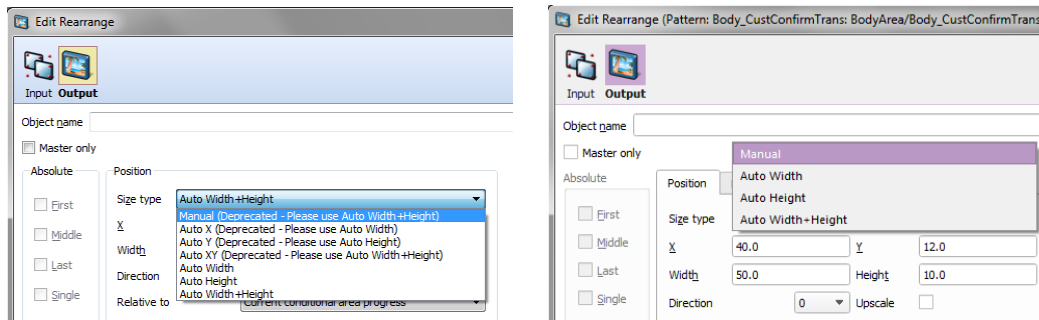 Edit Rearrange
Input Output
Object name
Master only
Absolute
First
Middle
Last
Single
Position
Size type Auto Width+Height
Manual (Deprecated - Please use Auto Width+Height)
Auto X (Deprecated - Please use Auto Width)
Auto Y (Deprecated - Please use Auto Height)
Auto XY (Deprecated - Please use Auto Width+Height)
Auto Width
Auto Height
Auto Width+Height
X
Width
Direction
Relative to Current conditional area progress
Edit Rearrange (Pattern: Body_CustConfirmTrans: BodyArea/Body_CustConfirmTrans
Input Output
Object name
Master only
Absolute
First
Middle
Last
Single
Manual
Auto Width
Auto Height
Auto Width+Height
Position
Size type
X 40.0 Y 12.0
Width 50.0 Height 10.0
Direction 0 Upscale